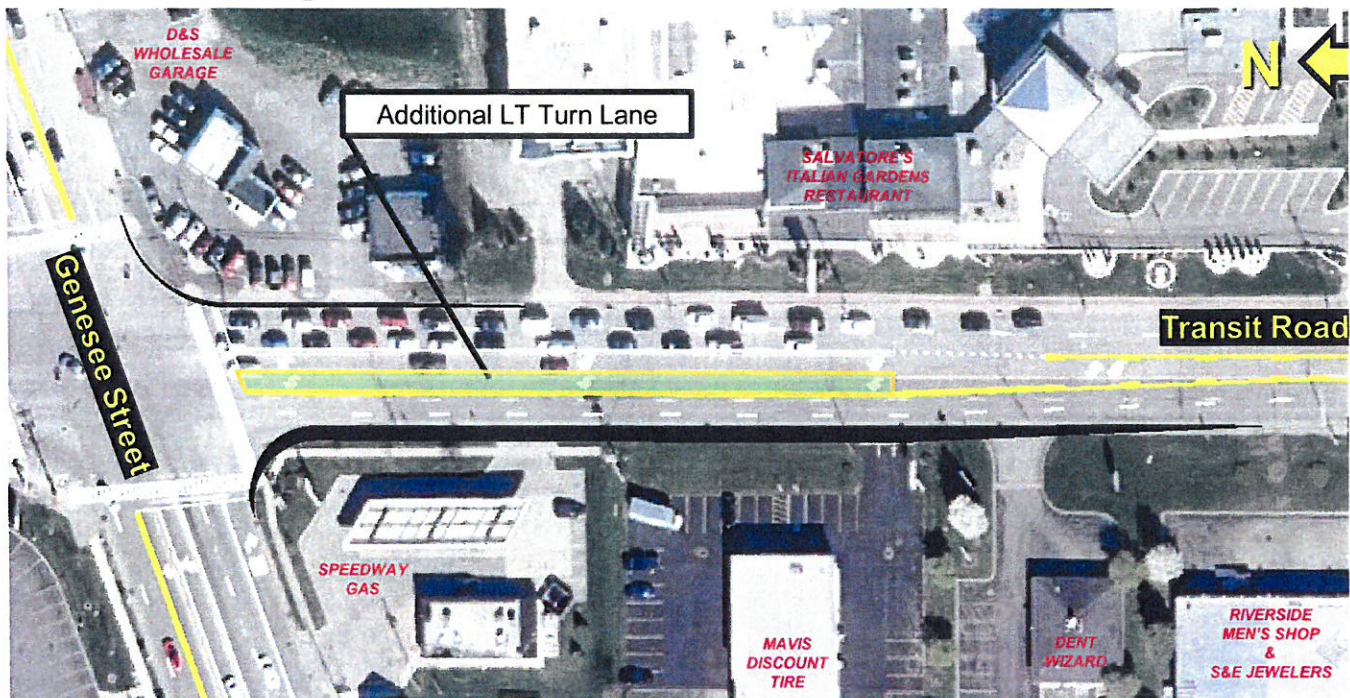 D&S
WHOLESALE
GARAGE
N
Additional LT Turn Lane
SALVATORE'S
ITALIAN GARDENS
RESTAURANT
Genesee Street
Transit Road
SPEEDWAY
GAS
MAVIS
DISCOUNT
TIRE
DENT
WIZARD
RIVERSIDE
MEN'S SHOP
&
S&E JEWELERS